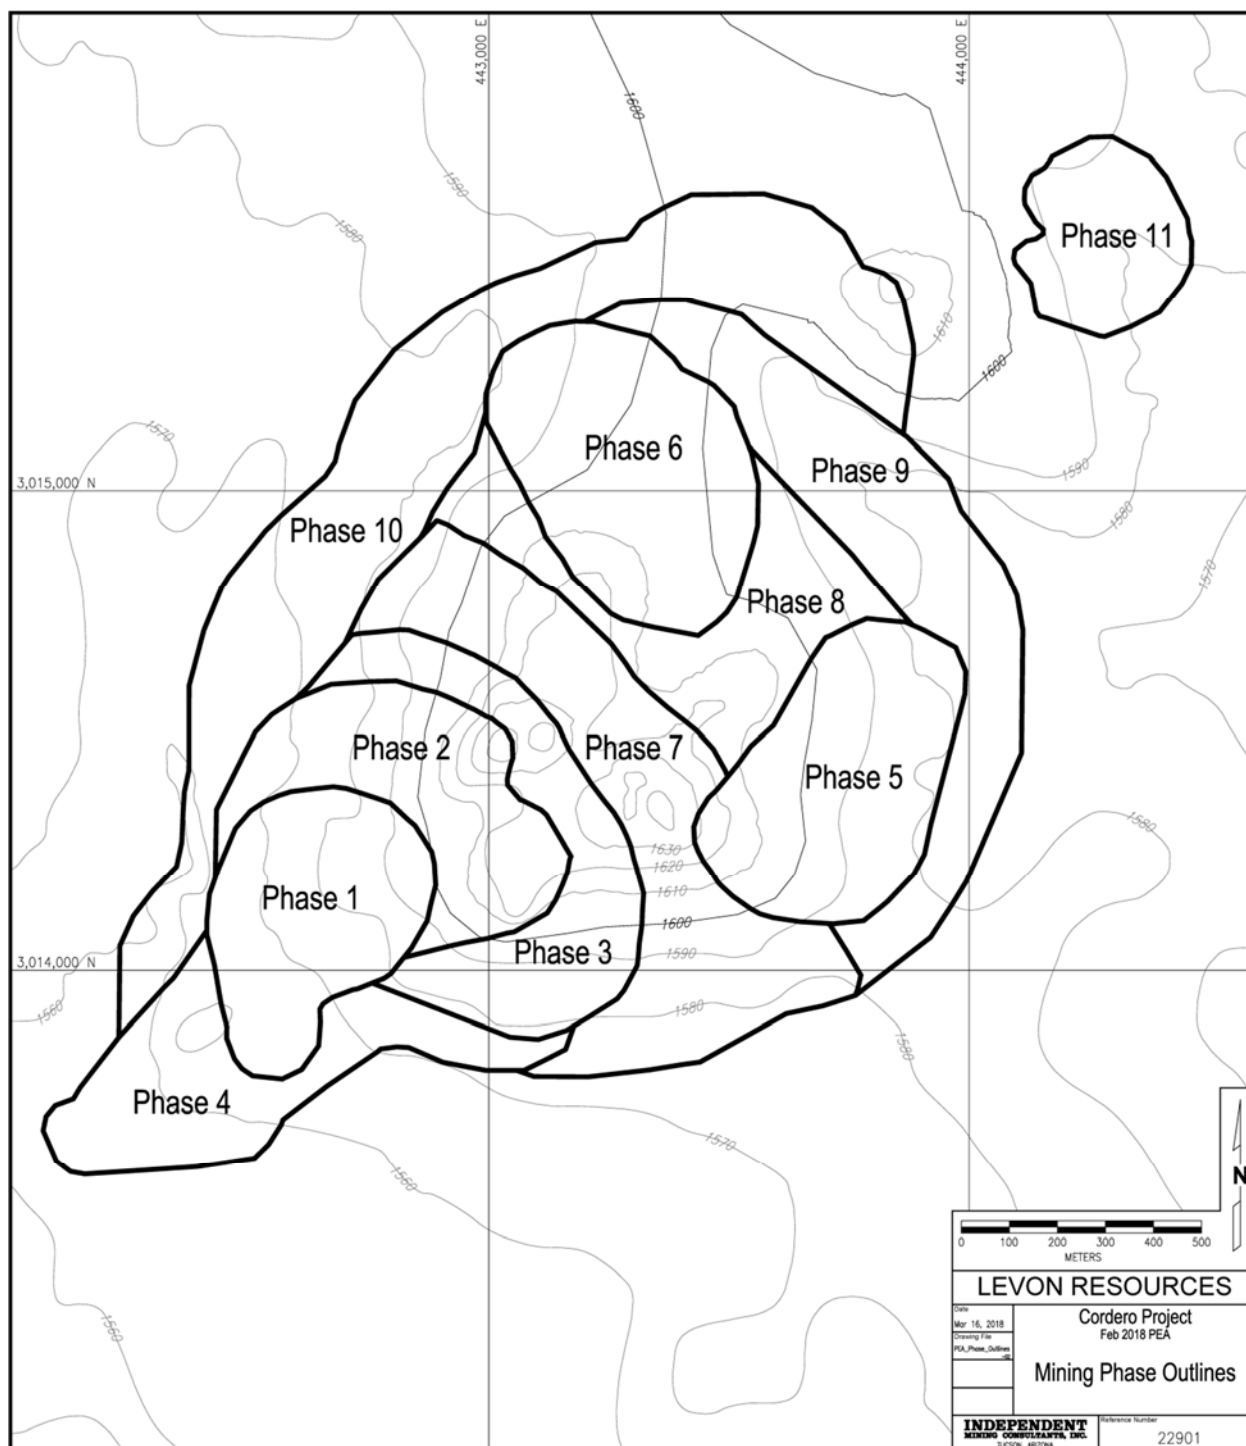 443,000 E
444,000 E
1600
1590
1580
Phase 11
1610
1600
1570
Phase 6
Phase 9
1590
3,015,000 N
1580
Phase 10
1570
Phase 8
Phase 2
Phase 7
Phase 5
1580
1630
1620
1610
Phase 1
1600
Phase 3
1590
3,014,000 N
1560
1580
1580
Phase 4
1570
1560
N
0 100 200 300 400 500
METERS
LEVON RESOURCES
Date
Mar 16, 2018
Cordero Project
Feb 2018 PEA
Drawing File
PEA_Phase_Outlines
Mining Phase Outlines
1560
INDEPENDENT
MINING CONSULTANTS, INC.
TUCSON, ARIZONA
Reference Number
22901